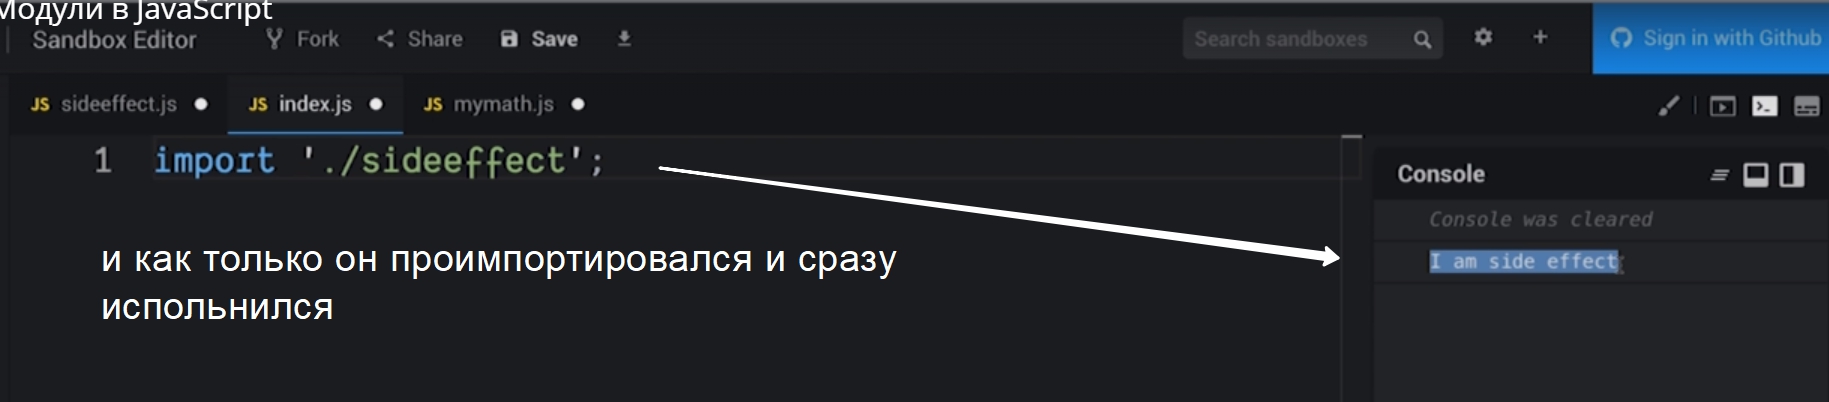 Модули в JavaScript
Sandbox Editor Fork Share Save Search sandboxes Sign in with Github
JS sideeffect.js JS index.js JS mymath.js
1 import './sideeffect';
Console
Console was cleared
I am side effect
и как только он проимпортировался и сразу
испольнился